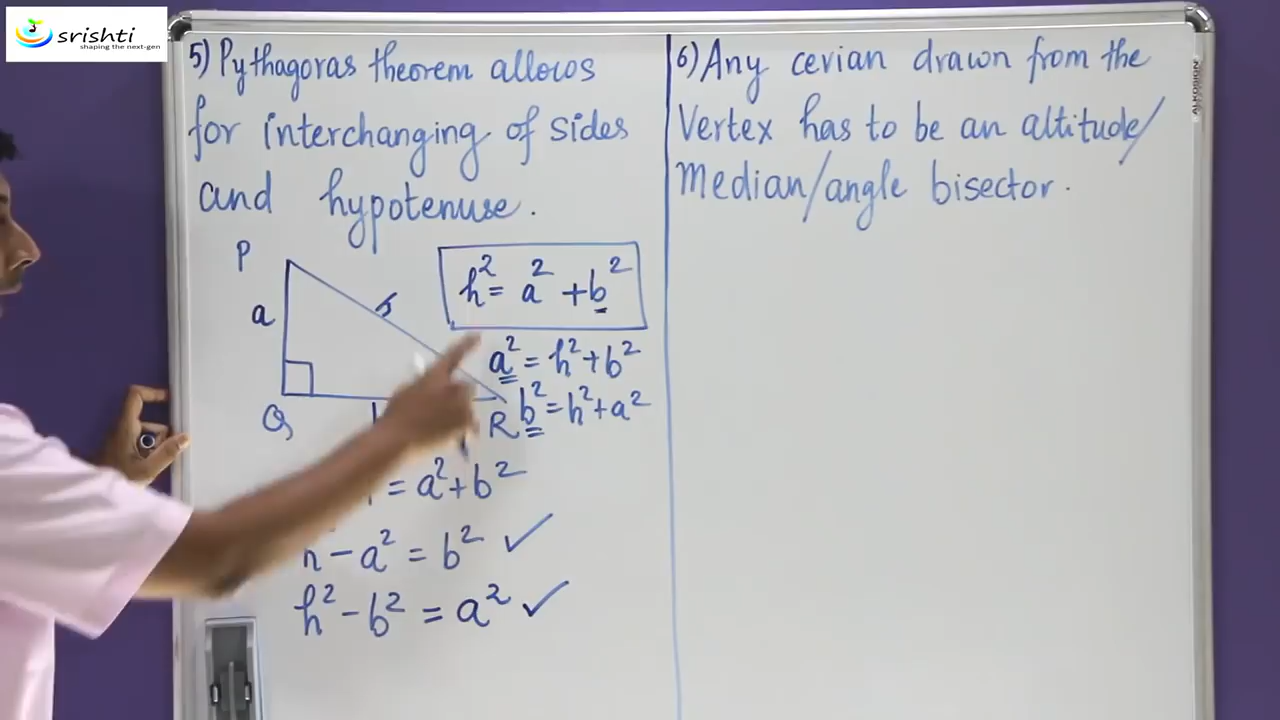 srishti
shaping the next-gen
5) Pythagoras theorem allows
for interchanging of sides
and hypotenuse.
P
a
h
Q
R
h² = a² + b²
a² = h² + b²
b² = h² + a²
= a² + b²
h² - a² = b² ✓
h² - b² = a² ✓
6) Any cevian drawn from the
Vertex has to be an altitude/
Median/angle bisector.